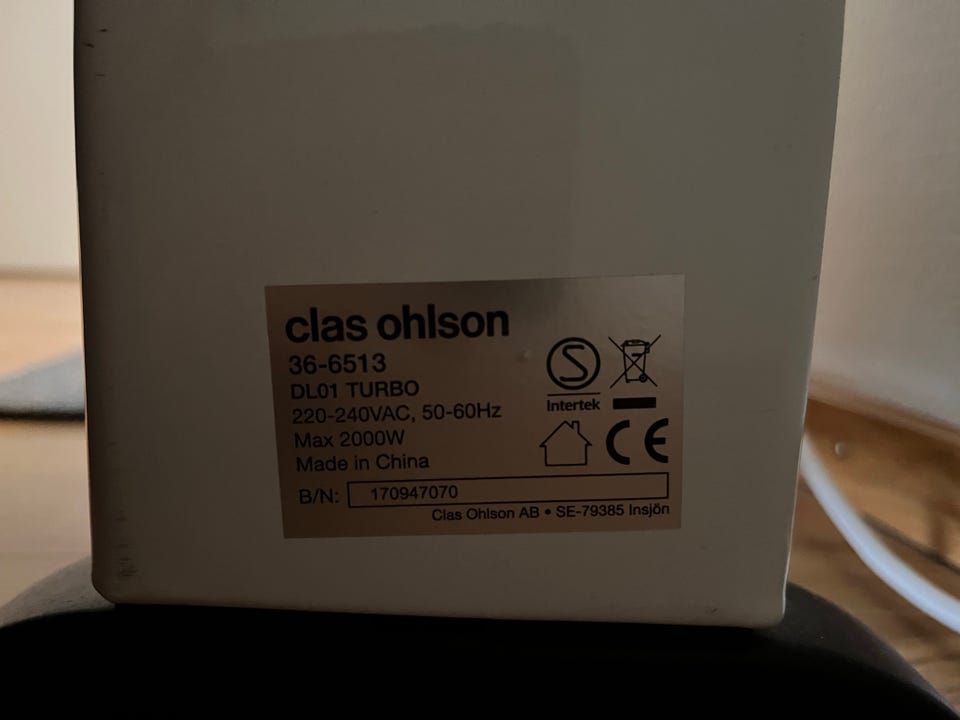 clas ohlson
36-6513
DL01 TURBO
220-240VAC, 50-60Hz
Max 2000W
Made in China
B/N: 170947070
Clas Ohlson AB • SE-79385 Insjön
S
Intertek
CE